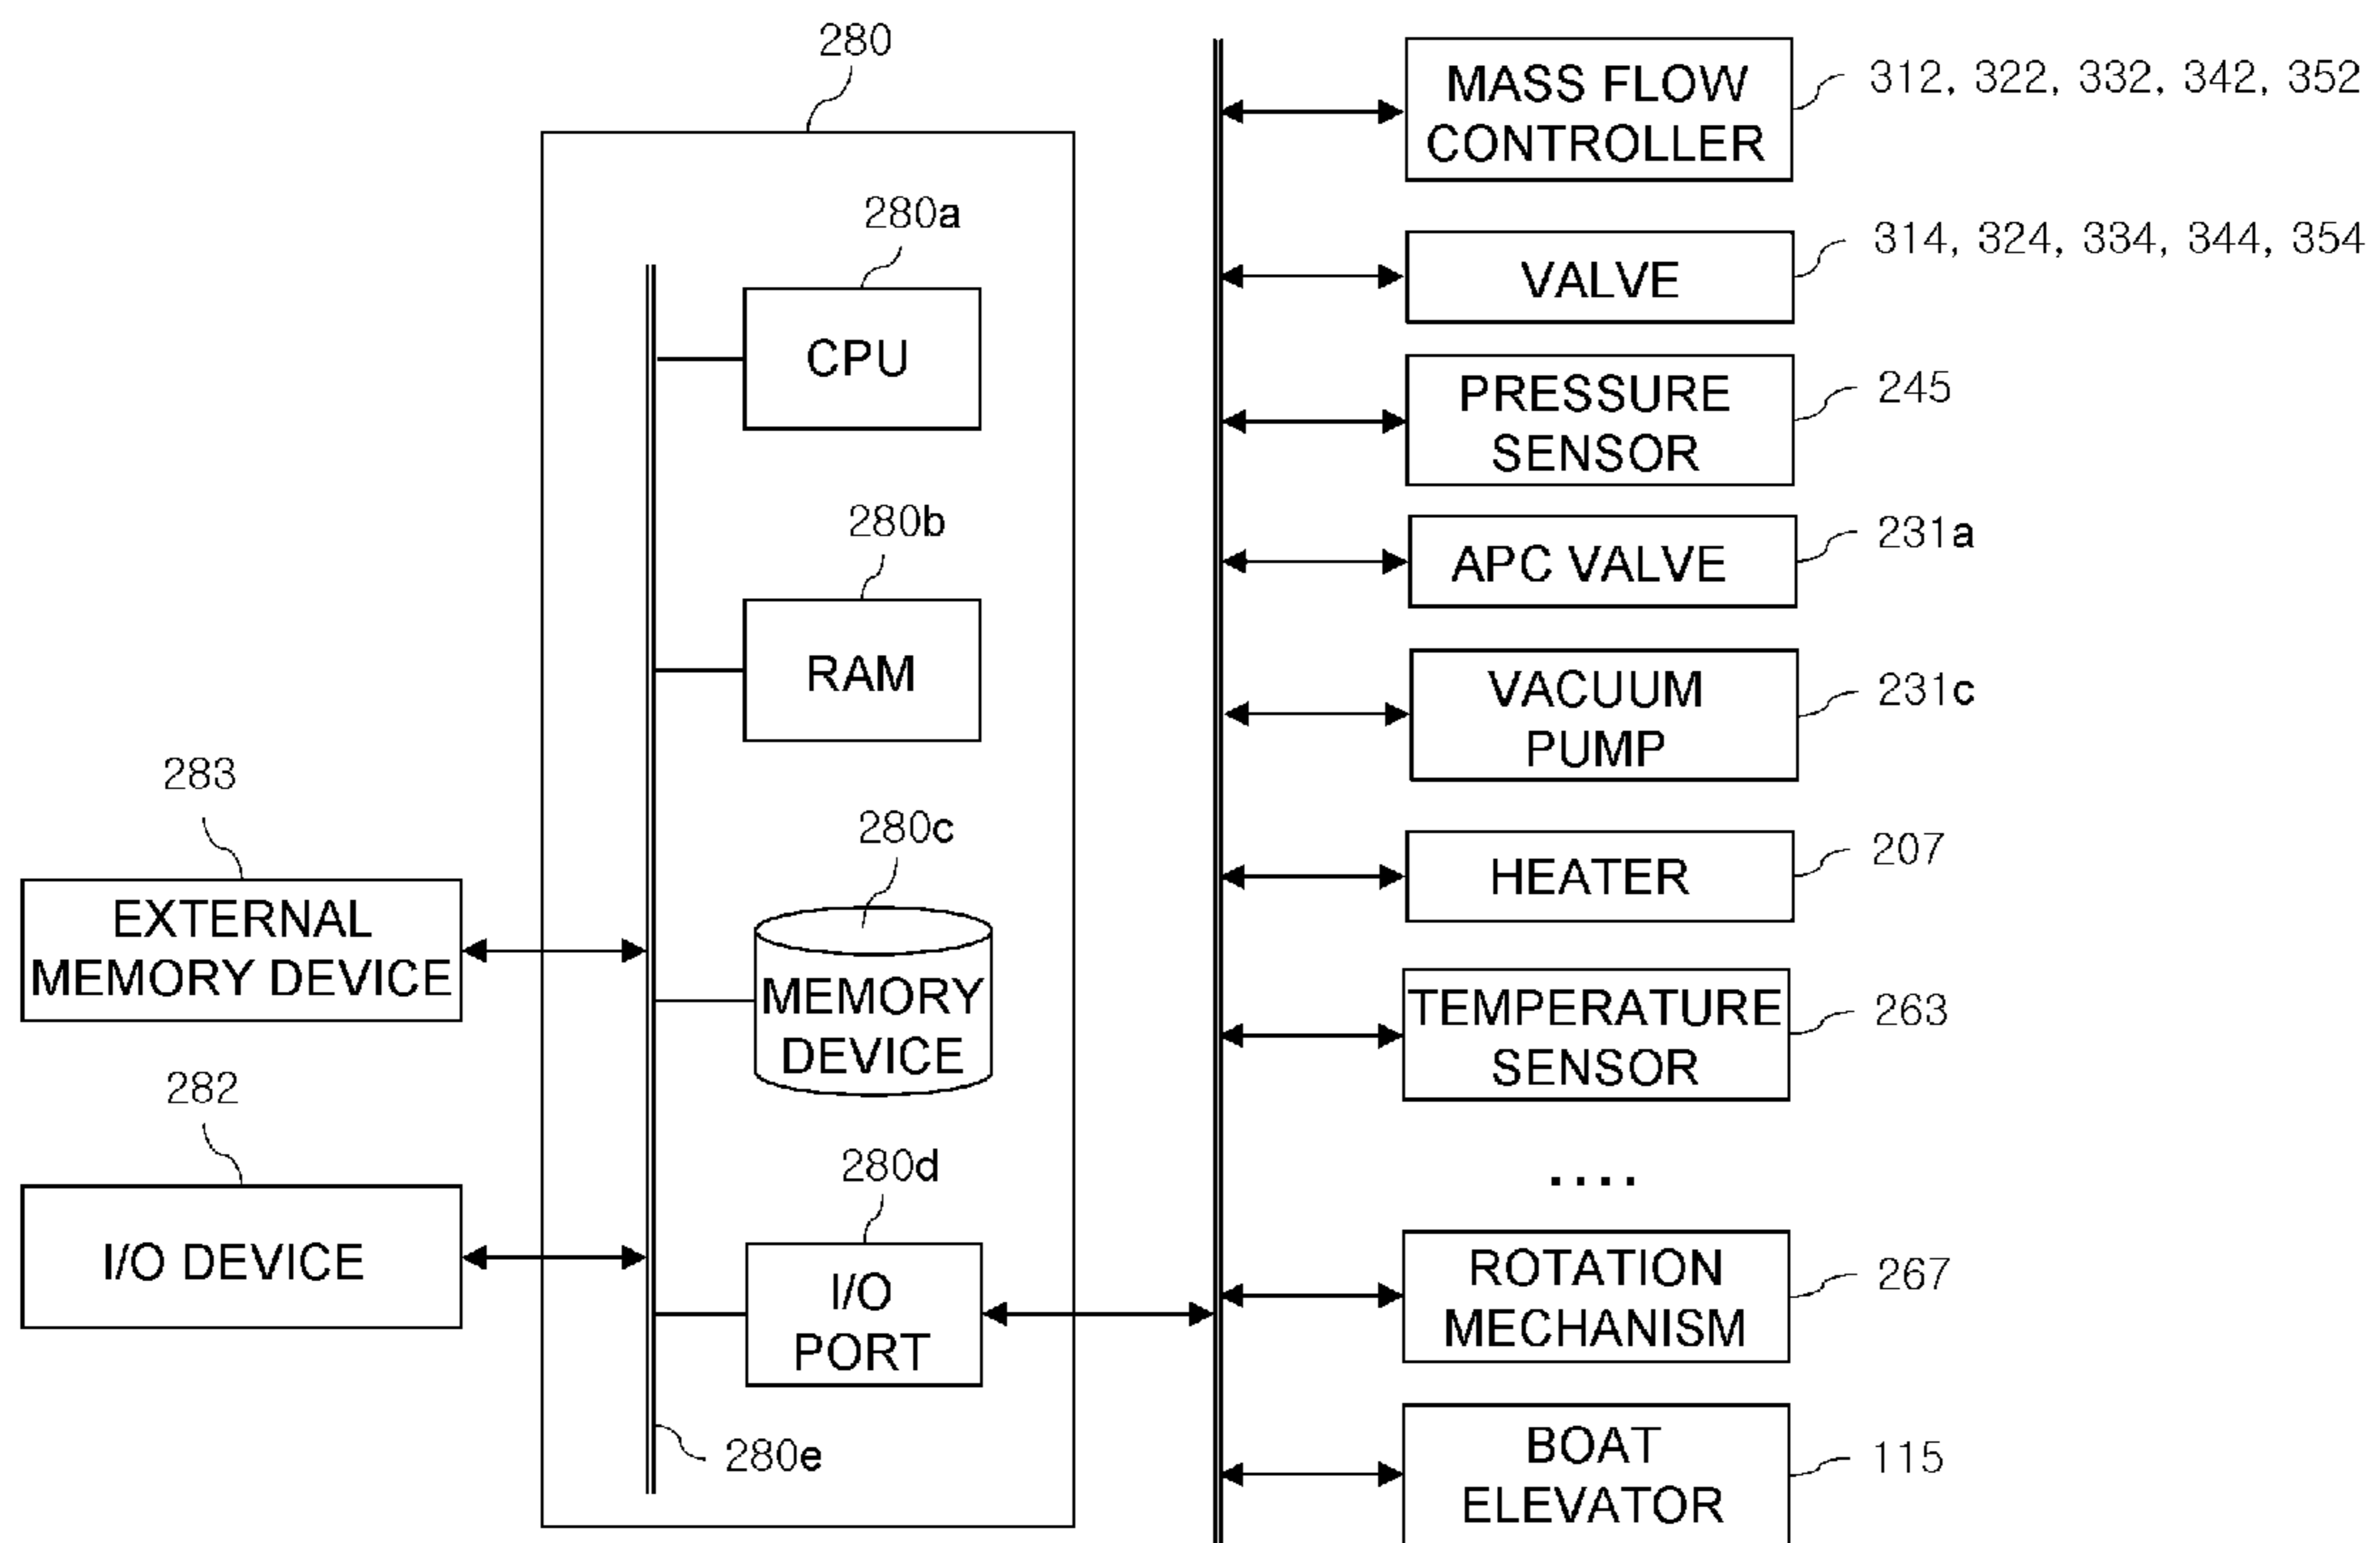 280
280a
CPU
280b
RAM
280c
MEMORY
DEVICE
280d
I/O
PORT
280e
283
EXTERNAL
MEMORY DEVICE
282
I/O DEVICE
MASS FLOW
CONTROLLER
312, 322, 332, 342, 352
VALVE
314, 324, 334, 344, 354
PRESSURE
SENSOR
245
APC VALVE
231a
VACUUM
PUMP
231c
HEATER
207
TEMPERATURE
SENSOR
263
....
ROTATION
MECHANISM
267
BOAT
ELEVATOR
115